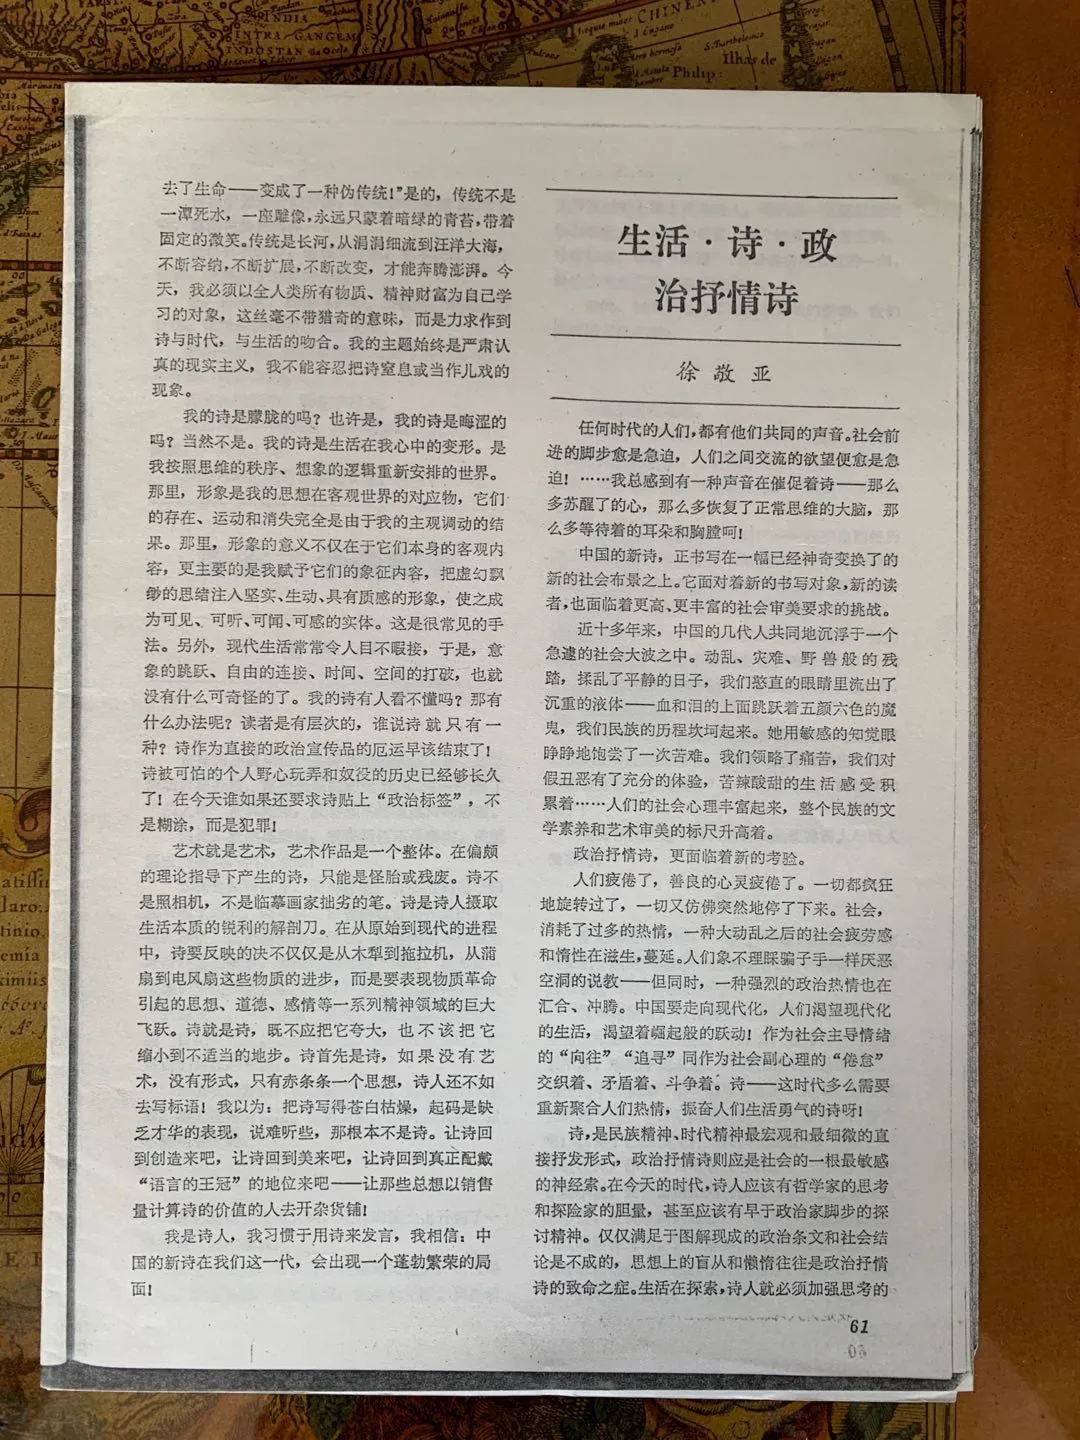 去了生命——变成了一种伪传统！”是的，传统不是
一潭死水，一座雕像，永远只蒙着暗绿的青苔，带着
固定的微笑。传统是长河，从涓涓细流到汪洋大海，
不断容纳，不断扩展，不断改变，才能奔腾澎湃。今
天，我必须以全人类所有物质、精神财富为自己学
习的对象，这丝毫不带猎奇的意味，而是力求作到
诗与时代，与生活的吻合。我的主题始终是严肃认
真的现实主义，我不能容忍把诗窒息或当作儿戏的
现象。
我的诗是朦胧的吗？也许是，我的诗是晦涩的
吗？当然不是。我的诗是生活在我心中的变形。是
我按照思维的秩序、想象的逻辑重新安排的世界。
那里，形象是我的思想在客观世界的对应物，它们
的存在、运动和消失完全是由于我的主观调动的结
果。那里，形象的意义不仅在于它们本身的客观内
容，更主要的是我赋予它们的象征内容，把虚幻飘
缈的思绪注入坚实、生动、具有质感的形象，使之成
为可见、可听、可闻、可感的实体。这是很常见的手
法。另外，现代生活常常令人目不暇接，于是，意
象的跳跃、自由的连接、时间、空间的打破，也就
没有什么可奇怪的了。我的诗有人看不懂吗？那有
什么办法呢？读者是有层次的，谁说诗就只有一
种？诗作为直接的政治宣传品的厄运早该结束了！
诗被可怕的个人野心玩弄和奴役的历史已经够长久
了！在今天谁如果还要求诗贴上“政治标签”，不
是糊涂，而是犯罪！
艺术就是艺术，艺术作品是一个整体。在偏颇
的理论指导下产生的诗，只能是怪胎或残废。诗不
是照相机，不是临摹画家拙劣的笔。诗是诗人摄取
生活本质的锐利的解剖刀。在从原始到现代的进程
中，诗要反映的决不仅仅是从木犁到拖拉机，从蒲
扇到电风扇这些物质的进步，而是要表现物质革命
引起的思想、道德、感情等一系列精神领域的巨大
飞跃。诗就是诗，既不应把它夸大，也不该把它
缩小到不适当的地步。诗首先是诗，如果没有艺
术，没有形式，只有赤条条一个思想，诗人还不如
去写标语！我以为：把诗写得苍白枯燥，起码是缺
乏才华的表现，说难听些，那根本不是诗。让诗回
到创造来吧，让诗回到美来吧，让诗回到真正配戴
“语言的王冠”的地位来吧——让那些总想以销售
量计算诗的价值的人去开杂货铺！
我是诗人，我习惯于用诗来发言，我相信：中
国的新诗在我们这一代，会出现一个蓬勃繁荣的局
面！
生活·诗·政
治抒情诗
徐敬亚
任何时代的人们，都有他们共同的声音。社会前
进的脚步愈是急迫，人们之间交流的欲望便愈是急
迫！……我总感到有一种声音在催促着诗——那么
多苏醒了的心，那么多恢复了正常思维的大脑，那
么多等待着的耳朵和胸膛呵！
中国的新诗，正书写在一幅已经神奇变换了的
新的社会布景之上。它面对着新的书写对象，新的读
者，也面临着更高、更丰富的社会审美要求的挑战。
近十多年来，中国的几代人共同地沉浮于一个
急遽的社会大波之中。动乱、灾难、野兽般的残
踏，揉乱了平静的日子，我们憨直的眼睛里流出了
沉重的液体——血和泪的上面跳跃着五颜六色的魔
鬼，我们民族的历程坎坷起来。她用敏感的知觉眼
睁睁地饱尝了一次苦难。我们领略了痛苦，我们对
假丑恶有了充分的体验，苦辣酸甜的生活感受积
累着……人们的社会心理丰富起来，整个民族的文
学素养和艺术审美的标尺升高着。
政治抒情诗，更面临着新的考验。
人们疲倦了，善良的心灵疲倦了。一切都疯狂
地旋转过了，一切又仿佛突然地停了下来。社会，
消耗了过多的热情，一种大动乱之后的社会疲劳感
和惰性在滋生，蔓延。人们象不理睬骗子手一样厌恶
空洞的说教——但同时，一种强烈的政治热情也在
汇合、冲腾。中国要走向现代化，人们渴望现代化
的生活，渴望着崛起般的跃动！作为社会主导情绪
的“向往”“追寻”同作为社会副心理的“倦怠”
交织着、矛盾着、斗争着。诗——这时代多么需要
重新聚合人们热情，振奋人们生活勇气的诗呀！
诗，是民族精神、时代精神最宏观和最细微的直
接抒发形式，政治抒情诗则应是社会的一根最敏感
的神经索。在今天的时代，诗人应该有哲学家的思考
和探险家的胆量，甚至应该有早于政治家脚步的探
讨精神。仅仅满足于图解现成的政治条文和社会结
论是不成的，思想上的盲从和懒惰往往是政治抒情
诗的致命之症。生活在探索，诗人就必须加强思考的
61